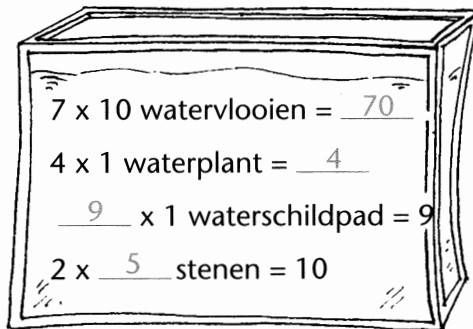 7 x 10 watervlooien = 70
4 x 1 waterplant = 4
9 x 1 waterschildpad = 9
2 x 5 stenen = 10